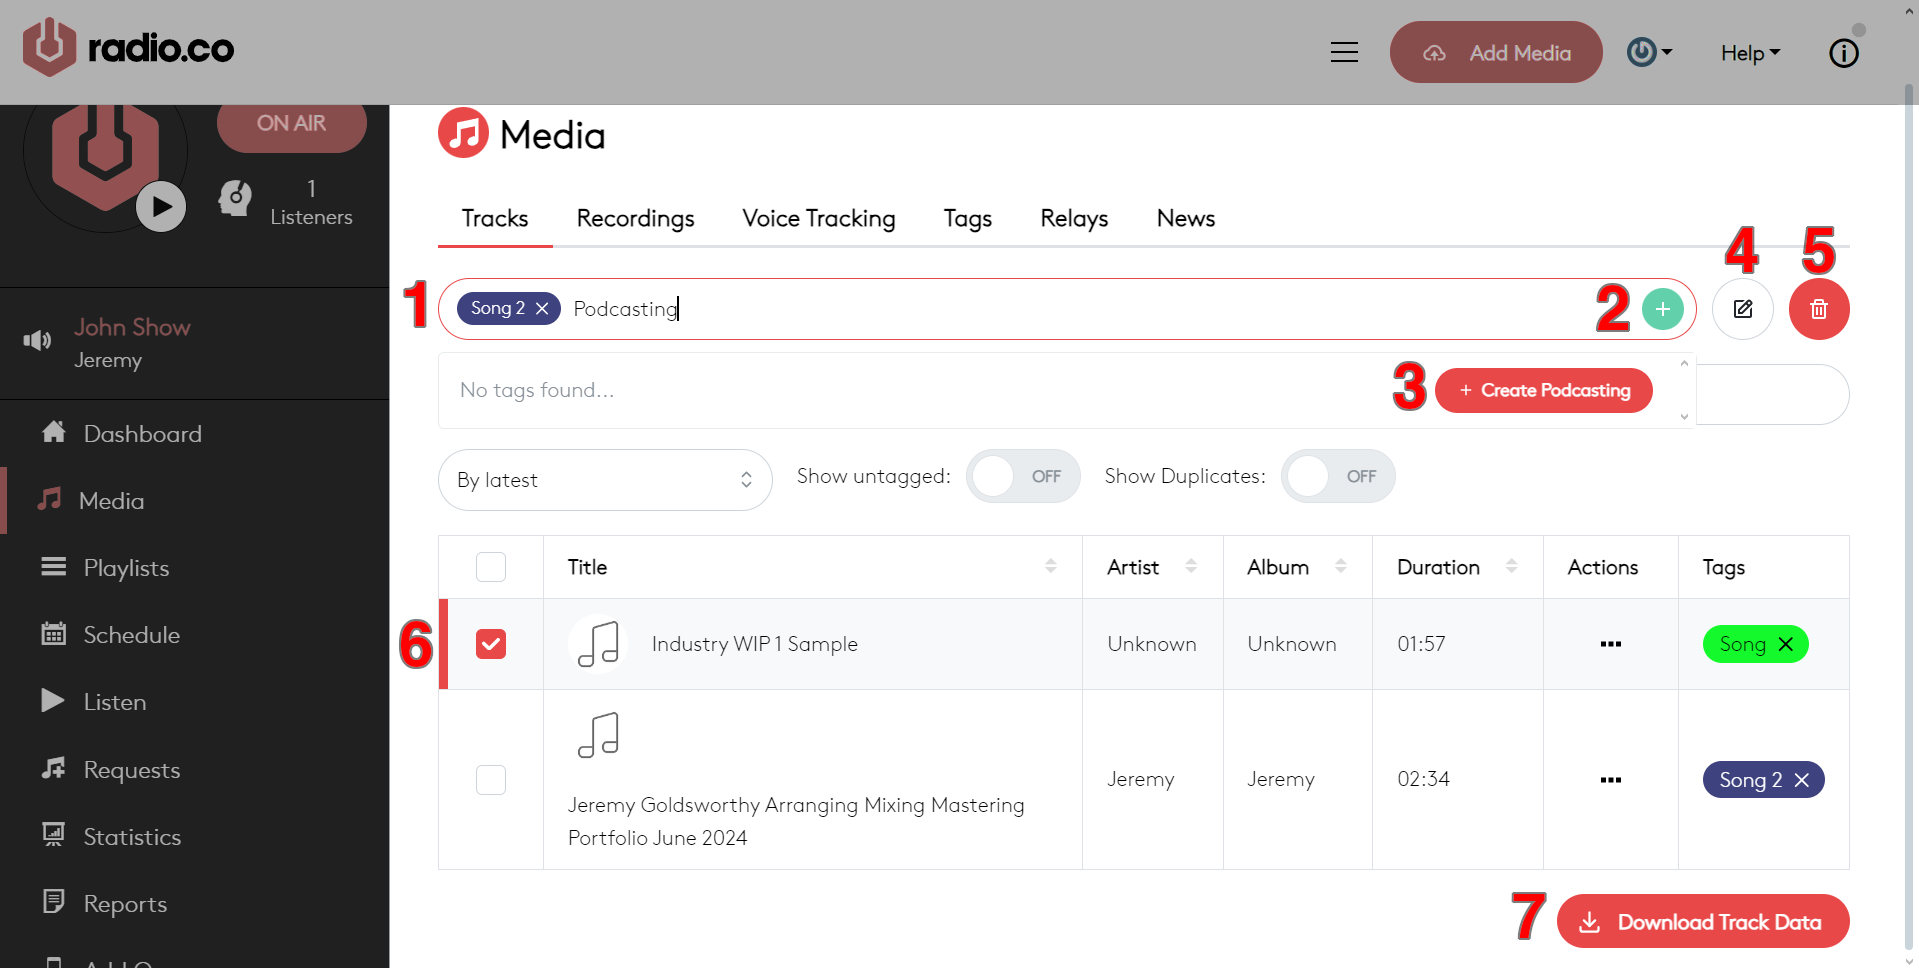 radio.co
Add Media
Help
ON AIR
1
Listeners
John Show
Jeremy
Dashboard
Media
Playlists
Schedule
Listen
Requests
Statistics
Reports
Media
Tracks Recordings Voice Tracking Tags Relays News
4 5
1 Song 2 Podcasting 2
No tags found... 3 + Create Podcasting
By latest Show untagged: OFF Show Duplicates: OFF
Title Artist Album Duration Actions Tags
6 Industry WIP 1 Sample Unknown Unknown 01:57 Song
Jeremy Goldsworthy Arranging Mixing Mastering
Portfolio June 2024
Jeremy Jeremy 02:34 Song 2
7 Download Track Data